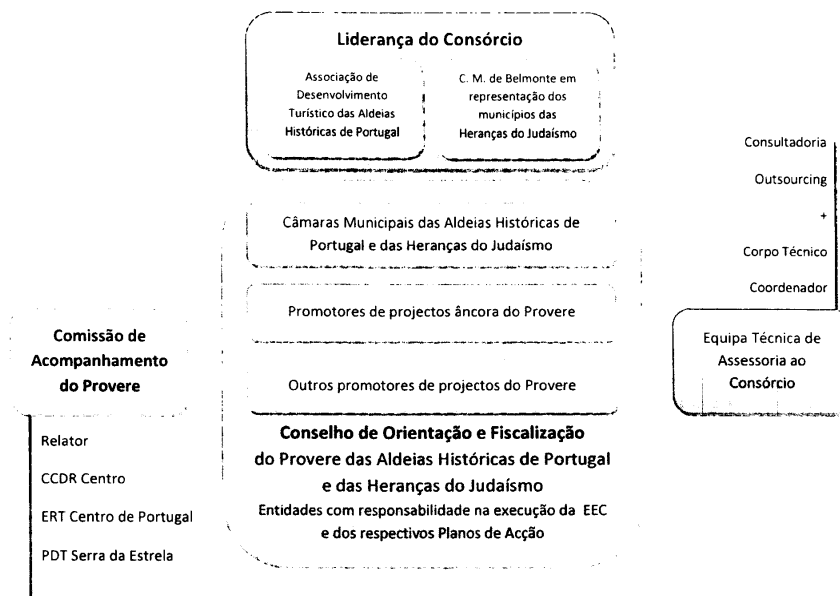 Liderança do Consórcio
Associação de
Desenvolvimento
Turístico das Aldeias
Históricas de Portugal
C. M. de Belmonte em
representação dos
municípios das
Heranças do Judaísmo
Consultadoria
Outsourcing
+
Corpo Técnico
Coordenador
Equipa Técnica de
Assessoria ao
Consórcio
Câmaras Municipais das Aldeias Históricas de
Portugal e das Heranças do Judaísmo
Promotores de projectos âncora do Provere
Outros promotores de projectos do Provere
Conselho de Orientação e Fiscalização
do Provere das Aldeias Históricas de Portugal
e das Heranças do Judaísmo
Entidades com responsabilidade na execução da EEC
e dos respectivos Planos de Acção
Comissão de
Acompanhamento
do Provere
Relator
CCDR Centro
ERT Centro de Portugal
PDT Serra da Estrela